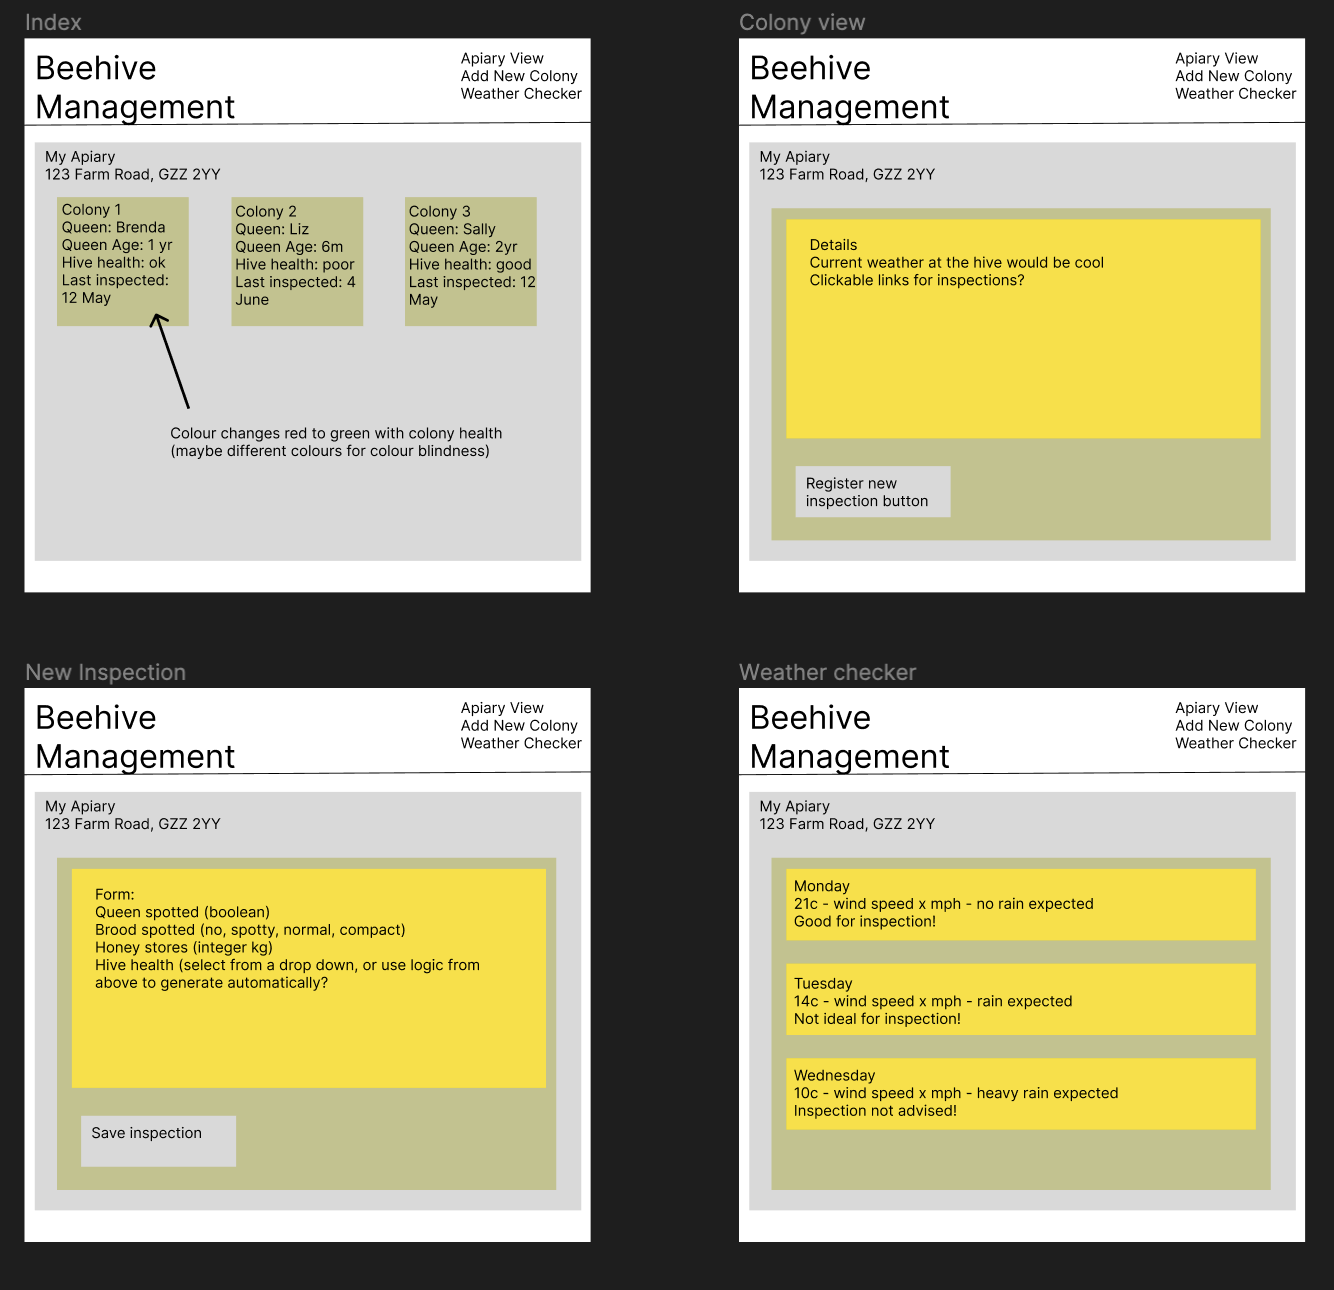 Index
Beehive
Management
Apiary View
Add New Colony
Weather Checker
My Apiary
123 Farm Road, GZZ 2YY
Colony 1
Queen: Brenda
Queen Age: 1 yr
Hive health: ok
Last inspected:
12 May
Colony 2
Queen: Liz
Queen Age: 6m
Hive health: poor
Last inspected: 4
June
Colony 3
Queen: Sally
Queen Age: 2yr
Hive health: good
Last inspected: 12
May
Colour changes red to green with colony health
(maybe different colours for colour blindness)
Colony view
Beehive
Management
Apiary View
Add New Colony
Weather Checker
My Apiary
123 Farm Road, GZZ 2YY
Details
Current weather at the hive would be cool
Clickable links for inspections?
Register new
inspection button
New Inspection
Beehive
Management
Apiary View
Add New Colony
Weather Checker
My Apiary
123 Farm Road, GZZ 2YY
Form:
Queen spotted (boolean)
Brood spotted (no, spotty, normal, compact)
Honey stores (integer kg)
Hive health (select from a drop down, or use logic from
above to generate automatically?
Save inspection
Weather checker
Beehive
Management
Apiary View
Add New Colony
Weather Checker
My Apiary
123 Farm Road, GZZ 2YY
Monday
21c - wind speed x mph - no rain expected
Good for inspection!
Tuesday
14c - wind speed x mph - rain expected
Not ideal for inspection!
Wednesday
10c - wind speed x mph - heavy rain expected
Inspection not advised!